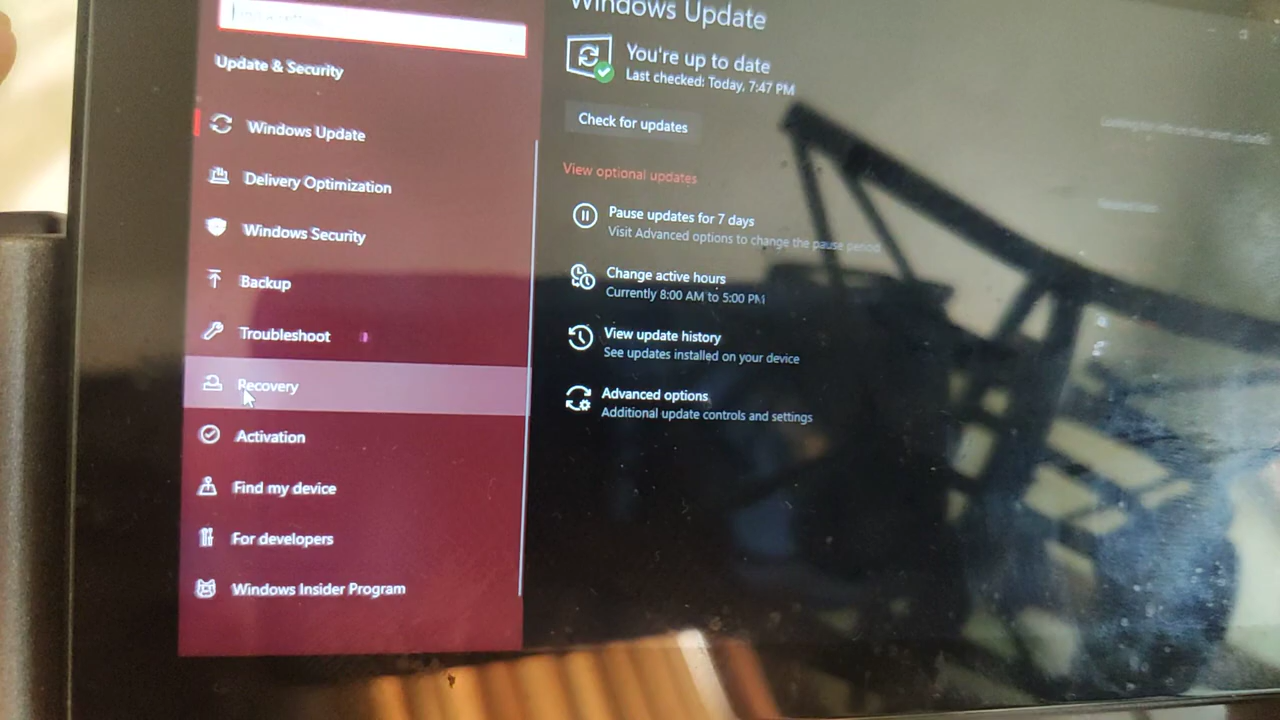 Update & Security
Windows Update
Delivery Optimization
Windows Security
Backup
Troubleshoot
Recovery
Activation
Find my device
For developers
Windows Insider Program
Windows Update
You're up to date
Last checked: Today, 7:47 PM
Check for updates
View optional updates
Pause updates for 7 days
Visit Advanced options to change the pause period
Change active hours
Currently 8:00 AM to 5:00 PM
View update history
See updates installed on your device
Advanced options
Additional update controls and settings